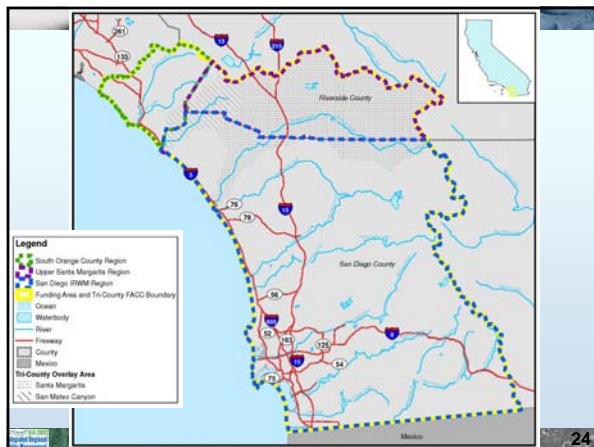 261
133
15
215
Riverside County
5
76
78
15
San Diego County
56
805
52
163
125
8
15
54
75
Mexico
Legend
South Orange County Region
Upper Santa Margarita Region
San Diego IRWM Region
Funding Area and Tri-County FACC Boundary
Ocean
Waterbody
River
Freeway
County
Mexico
Tri-County Overlay Area
Santa Margarita
San Mateo Canyon
24